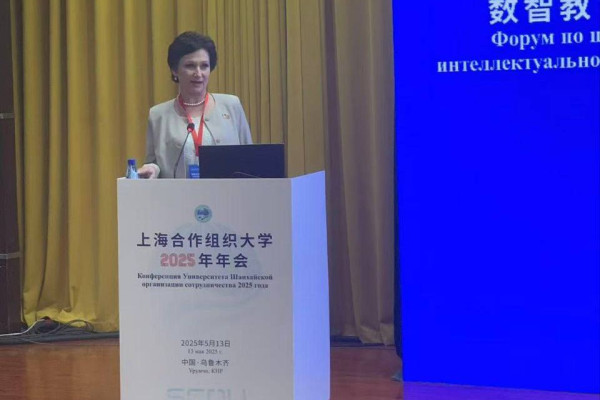 数智教
Форум по ц
интеллектуально
上海合作组织大学
2025年年会
Конференция Университета Шанхайской
организации сотрудничества 2025 года
2025年5月13日
13 мая 2025 г.
中国·乌鲁木齐
Урумчи, КНР